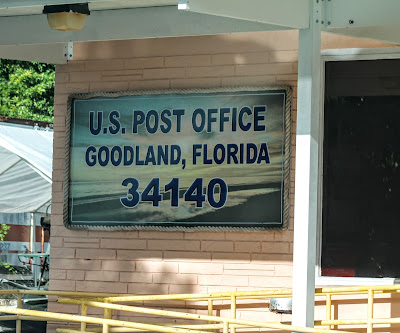 U.S. POST OFFICE
GOODLAND, FLORIDA
34140